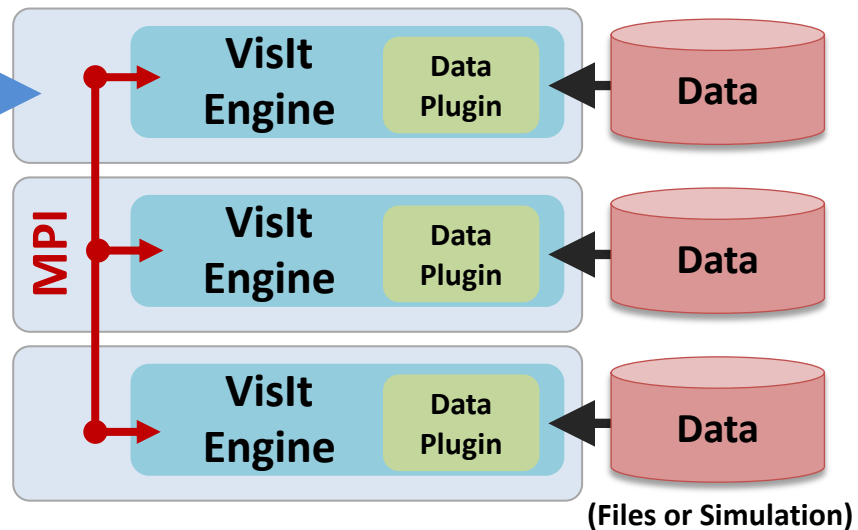 VisIt
Engine
Data
Plugin
Data
MPI
VisIt
Engine
Data
Plugin
Data
VisIt
Engine
Data
Plugin
Data
(Files or Simulation)